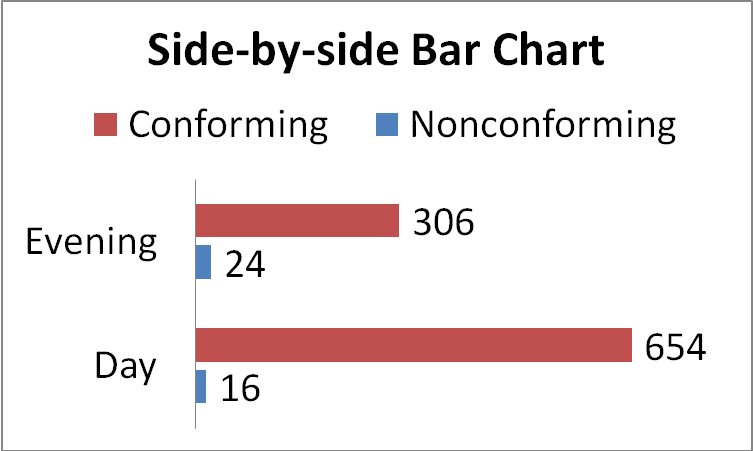 Side-by-side Bar Chart
Conforming Nonconforming
306
Evening
24
654
Day
16